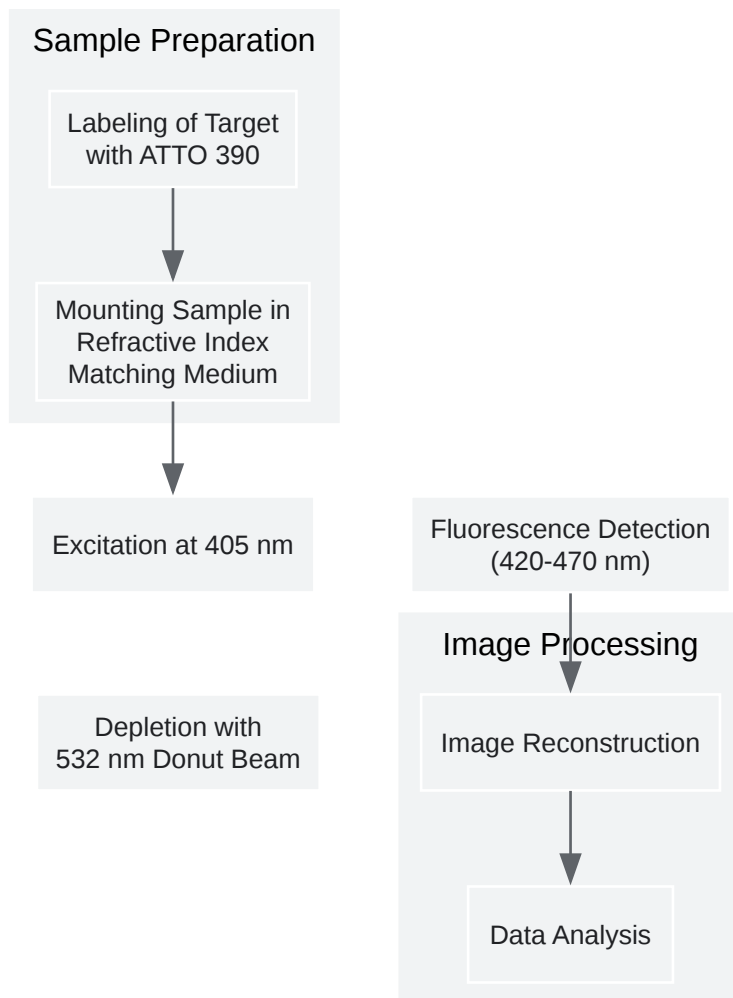 Sample Preparation
Labeling of Target
with ATTO 390
Mounting Sample in
Refractive Index
Matching Medium
Excitation at 405 nm
Fluorescence Detection
(420-470 nm)
Image Processing
Depletion with
532 nm Donut Beam
Image Reconstruction
Data Analysis